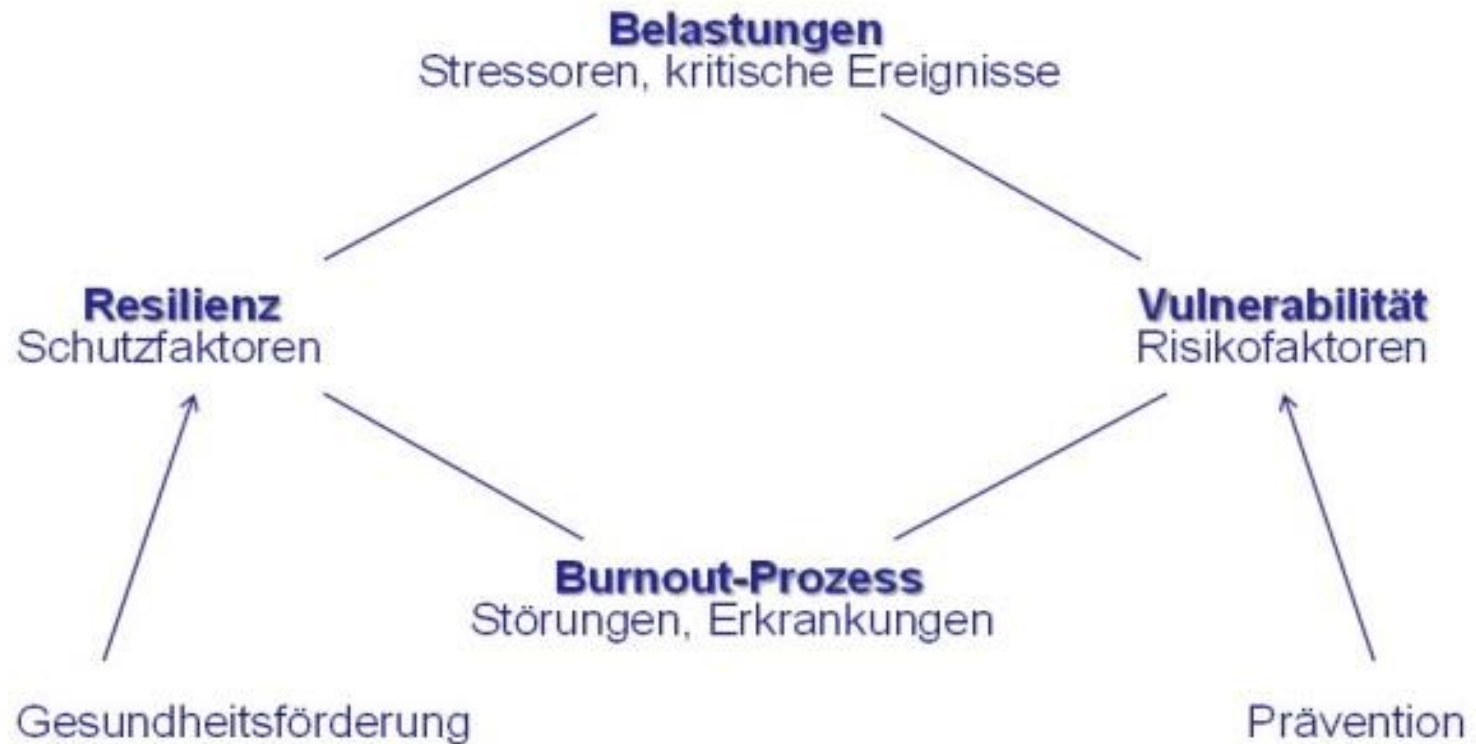 Belastungen
Stressoren, kritische Ereignisse
Resilienz
Schutzfaktoren
Vulnerabilität
Risikofaktoren
Burnout-Prozess
Störungen, Erkrankungen
Gesundheitsförderung
Prävention